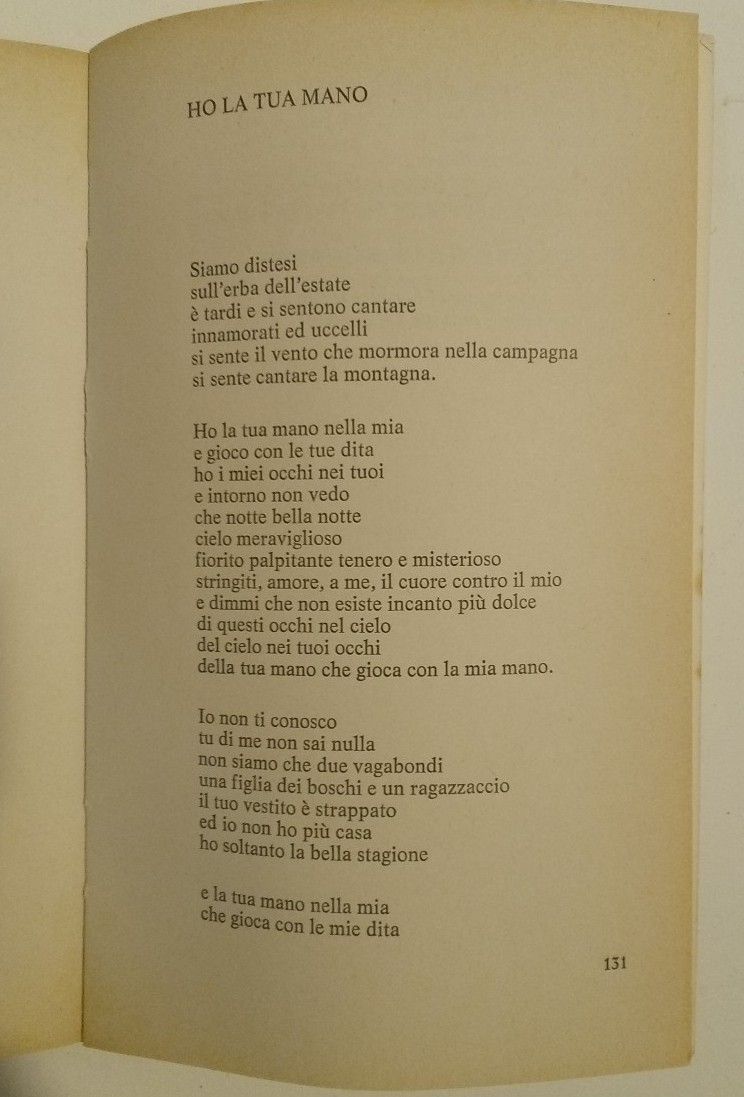 HO LA TUA MANO
Siamo distesi
sull'erba dell'estate
è tardi e si sentono cantare
innamorati ed uccelli
si sente il vento che mormora nella campagna
si sente cantare la montagna.
Ho la tua mano nella mia
e gioco con le tue dita
ho i miei occhi nei tuoi
e intorno non vedo
che notte bella notte
cielo meraviglioso
fiorito palpitante tenero e misterioso
stringiti, amore, a me, il cuore contro il mio
e dimmi che non esiste incanto più dolce
di questi occhi nel cielo
del cielo nei tuoi occhi
della tua mano che gioca con la mia mano.
Io non ti conosco
tu di me non sai nulla
non siamo che due vagabondi
una figlia dei boschi e un ragazzaccio
il tuo vestito è strappato
ed io non ho più casa
ho soltanto la bella stagione
e la tua mano nella mia
che gioca con le mie dita
131